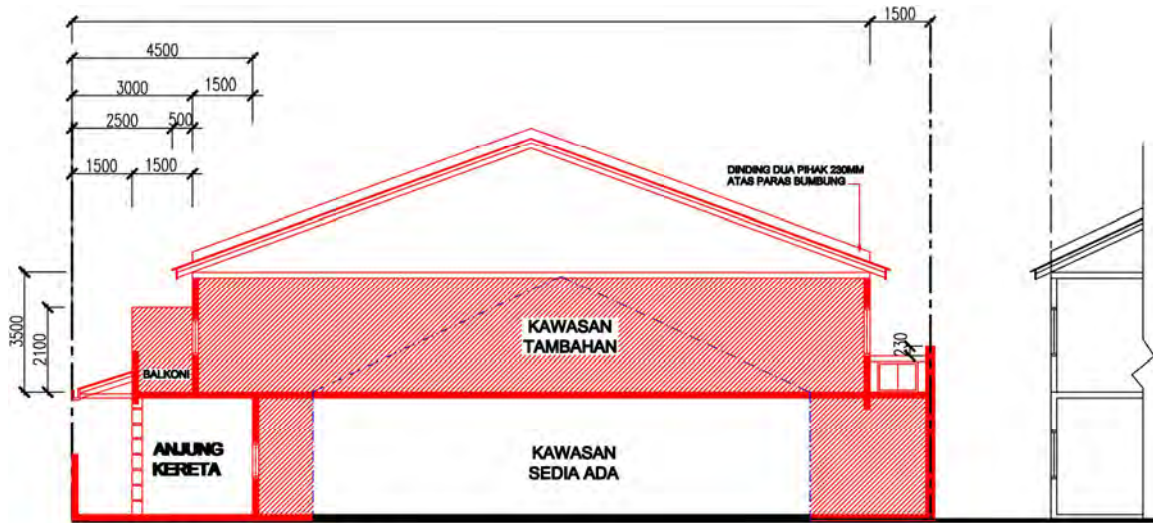 1500
4500
3000
1500
2500
500
1500
1500
DINDING DUA PIHAK 230MM
ATAS PARAS BUMBUNG
3500
2100
KAWASAN
TAMBAHAN
230
BALKONI
ANJUNG
KERETA
KAWASAN
SEDIA ADA